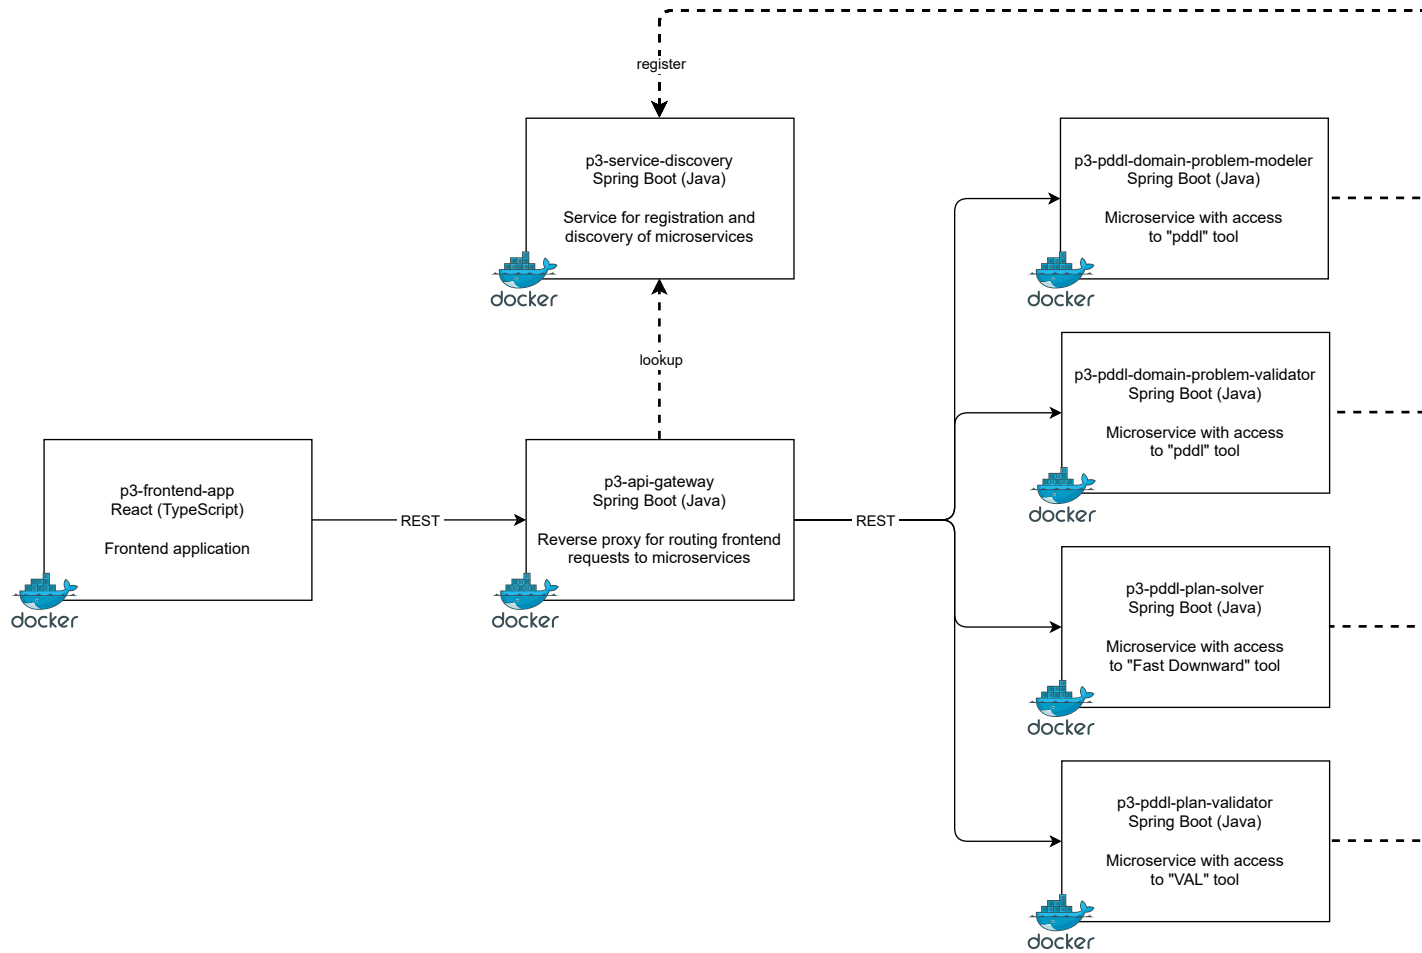 register
p3-service-discovery
Spring Boot (Java)
Service for registration and
discovery of microservices
docker
p3-pddl-domain-problem-modeler
Spring Boot (Java)
Microservice with access
to "pddl" tool
docker
lookup
p3-pddl-domain-problem-validator
Spring Boot (Java)
Microservice with access
to "pddl" tool
docker
p3-frontend-app
React (TypeScript)
Frontend application
docker
REST
p3-api-gateway
Spring Boot (Java)
Reverse proxy for routing frontend
requests to microservices
docker
REST
p3-pddl-plan-solver
Spring Boot (Java)
Microservice with access
to "Fast Downward" tool
docker
p3-pddl-plan-validator
Spring Boot (Java)
Microservice with access
to "VAL" tool
docker